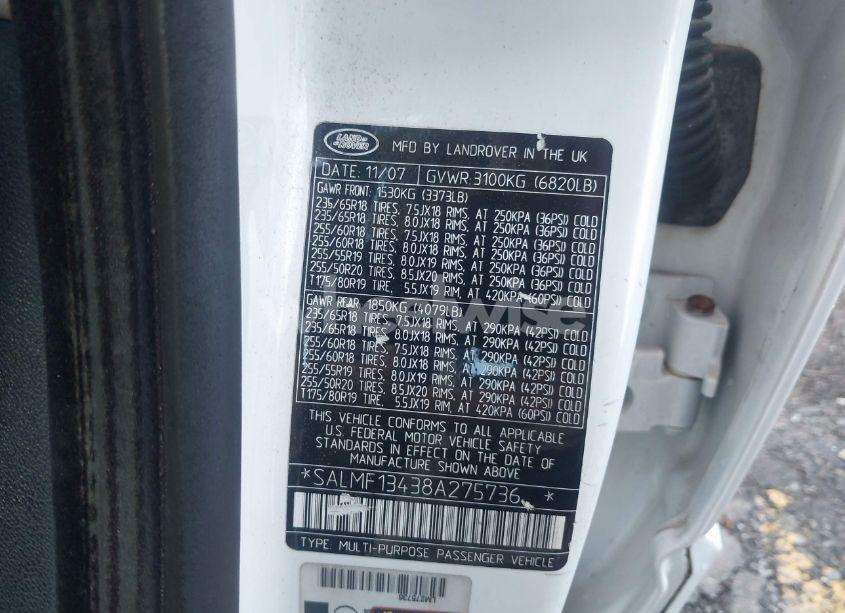 LAND ROVER
MFD BY LANDROVER IN THE UK
DATE: 11/07 GVWR:3100KG (6820LB)
GAWR FRONT: 1530KG (3373LB)
235/65R18 TIRES, 7.5JX18 RIMS, AT 250KPA (36PSI) COLD
235/65R18 TIRES, 8.0JX18 RIMS, AT 250KPA (36PSI) COLD
255/60R18 TIRES, 7.5JX18 RIMS, AT 250KPA (36PSI) COLD
255/60R18 TIRES, 8.0JX18 RIMS, AT 250KPA (36PSI) COLD
255/55R19 TIRES, 8.0JX19 RIMS, AT 250KPA (36PSI) COLD
255/50R20 TIRES, 8.5JX20 RIMS, AT 250KPA (36PSI) COLD
T175/80R19 TIRE, 5.5JX19 RIM, AT 420KPA (60PSI) COLD
GAWR REAR: 1850KG (4079LB)
235/65R18 TIRES, 7.5JX18 RIMS, AT 290KPA (42PSI) COLD
235/65R18 TIRES, 8.0JX18 RIMS, AT 290KPA (42PSI) COLD
255/60R18 TIRES, 7.5JX18 RIMS, AT 290KPA (42PSI) COLD
255/60R18 TIRES, 8.0JX18 RIMS, AT 290KPA (42PSI) COLD
255/55R19 TIRES, 8.0JX19 RIMS, AT 290KPA (42PSI) COLD
255/50R20 TIRES, 8.5JX20 RIMS, AT 290KPA (42PSI) COLD
T175/80R19 TIRE, 5.5JX19 RIM, AT 420KPA (60PSI) COLD
THIS VEHICLE CONFORMS TO ALL APPLICABLE
U.S. FEDERAL MOTOR VEHICLE SAFETY
STANDARDS IN EFFECT ON THE DATE OF
MANUFACTURE SHOWN ABOVE
*SALMF13438A275736 *
TYPE: MULTI-PURPOSE PASSENGER VEHICLE